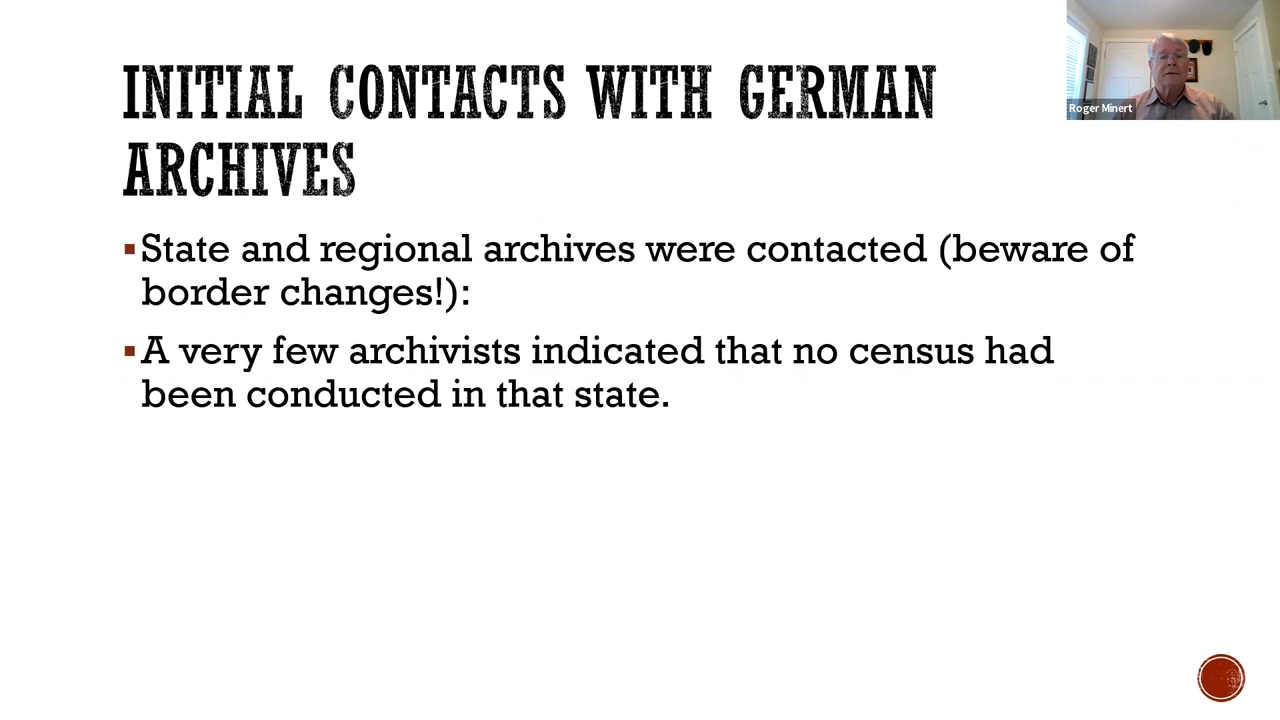 INITIAL CONTACTS WITH GERMAN
ARCHIVES
▪State and regional archives were contacted (beware of
border changes!):
▪A very few archivists indicated that no census had
been conducted in that state.
Roger Minert